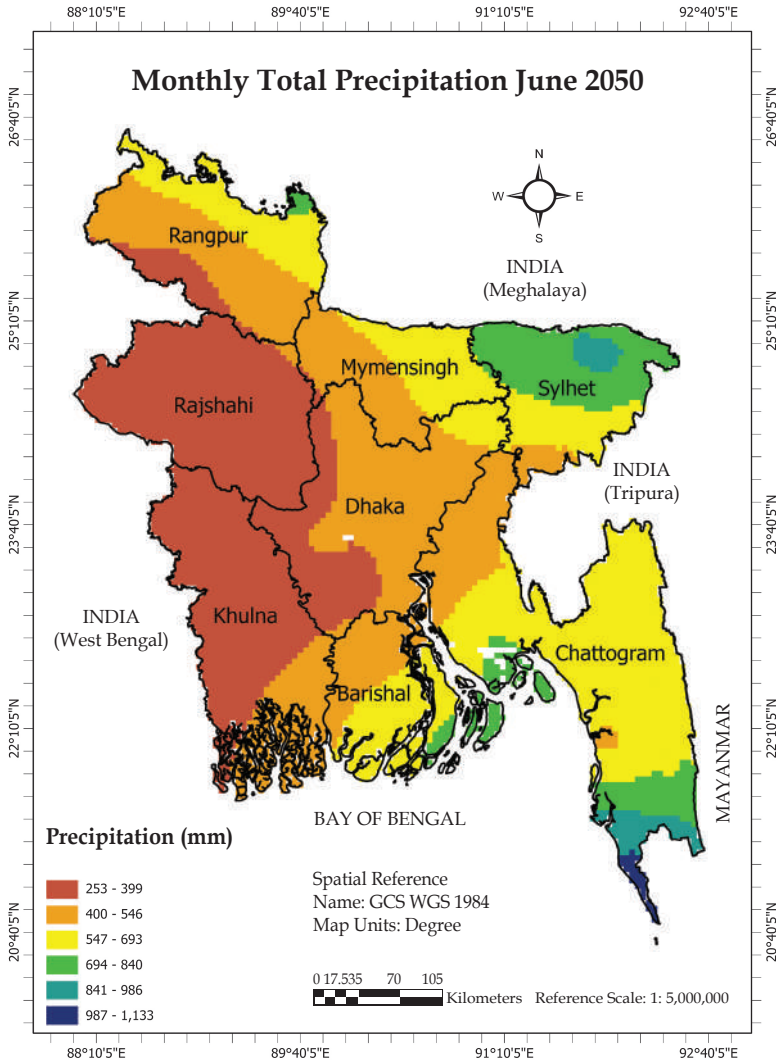 88°10'5"E 89°40'5"E 91°10'5"E 92°40'5"E
Monthly Total Precipitation June 2050
26°40'5"N 26°40'5"N
N
W E
S
Rangpur
INDIA
(Meghalaya)
25°10'5"N 25°10'5"N
Mymensingh
Sylhet
Rajshahi
INDIA
(Tripura)
Dhaka
23°40'5"N 23°40'5"N
INDIA
(West Bengal)
Khulna
Chattogram
Barishal
22°10'5"N 22°10'5"N
MAYANMAR
BAY OF BENGAL
Precipitation (mm)
253 - 399
400 - 546
547 - 693
694 - 840
841 - 986
987 - 1,133
Spatial Reference
Name: GCS WGS 1984
Map Units: Degree
20°40'5"N 20°40'5"N
0 17.535 70 105
Kilometers Reference Scale: 1: 5,000,000
88°10'5"E 89°40'5"E 91°10'5"E 92°40'5"E